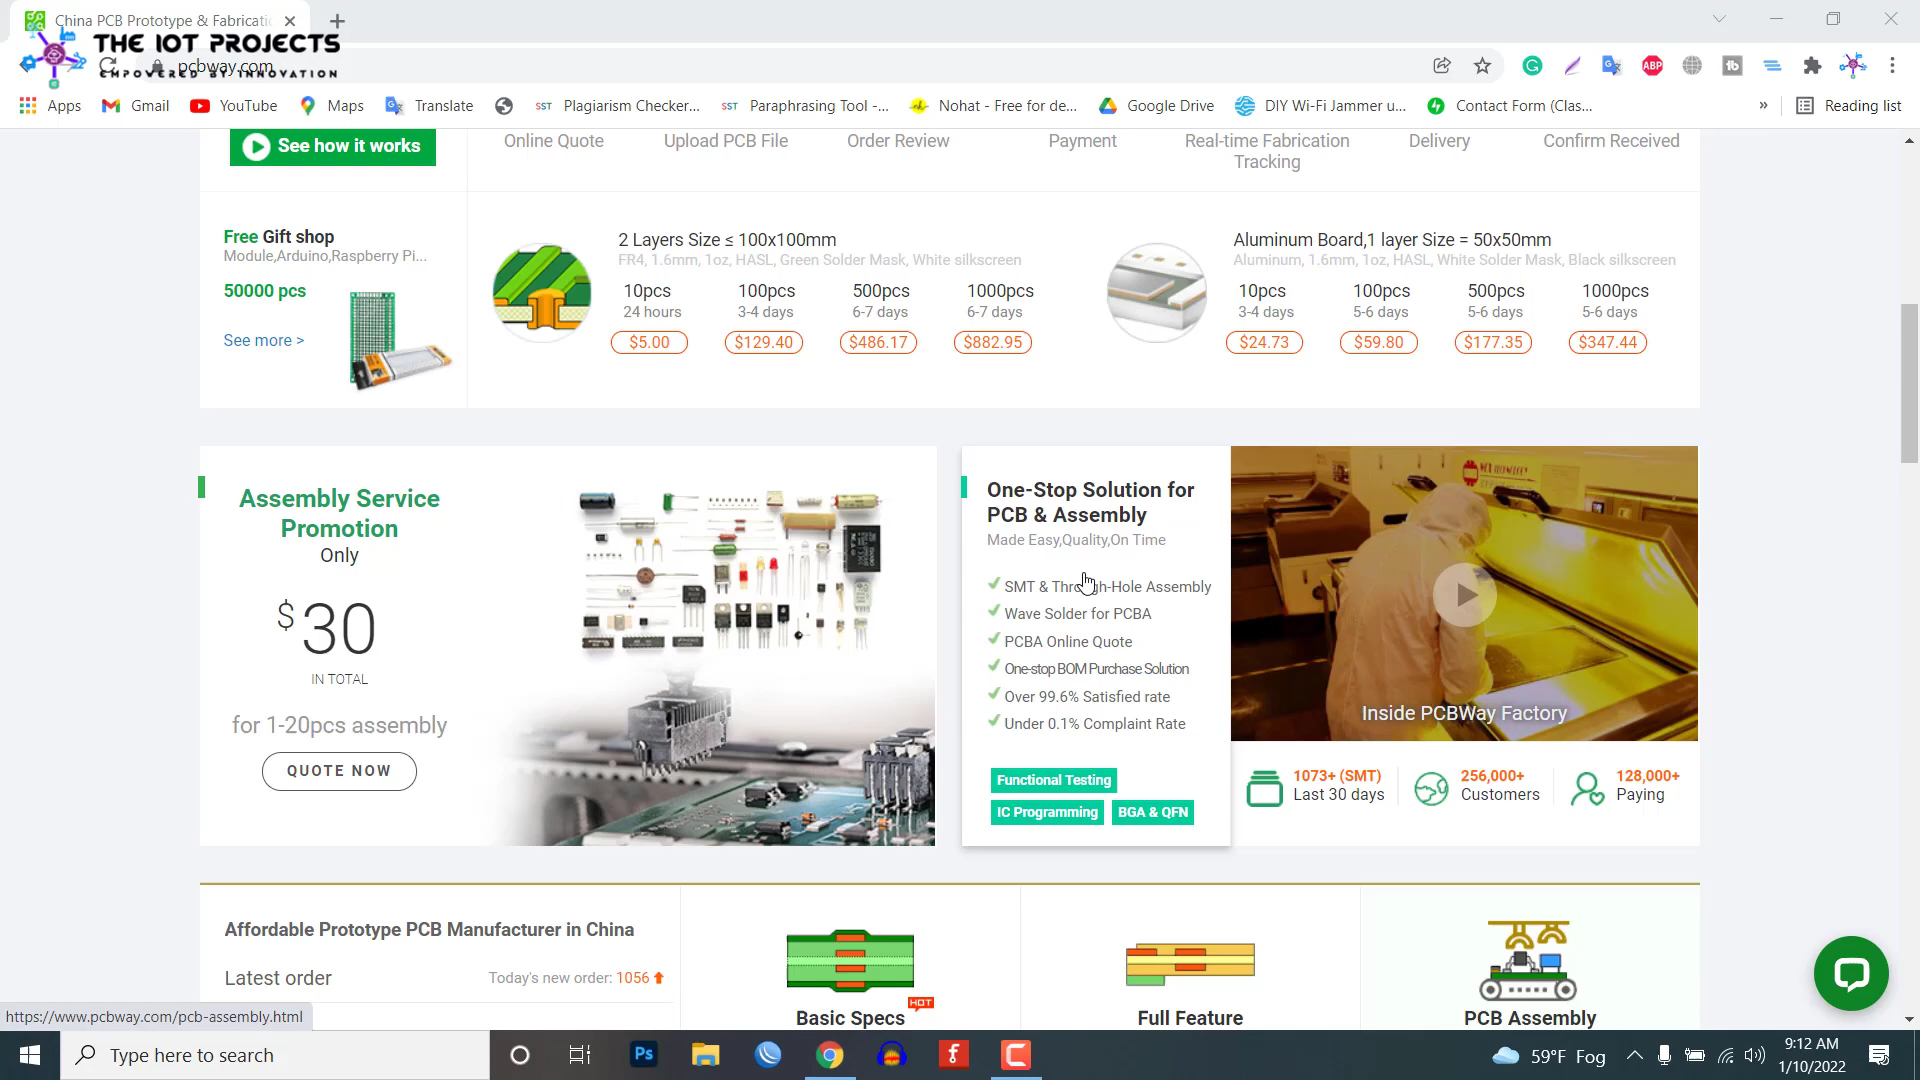 China PCB Prototype & Fabricati
THE IOT PROJECTS
EMPOWERED BY INNOVATION
pcbway.com
Apps
Gmail
YouTube
Maps
Translate
SST Plagiarism Checker...
SST Paraphrasing Tool -...
Nohat - Free for de...
Google Drive
DIY Wi-Fi Jammer u...
Contact Form (Clas...
»
Reading list
ABP
See how it works
Online Quote
Upload PCB File
Order Review
Payment
Real-time Fabrication
Tracking
Delivery
Confirm Received
Free Gift shop
Module,Arduino,Raspberry Pi...
50000 pcs
See more >
2 Layers Size ≤ 100x100mm
FR4, 1.6mm, 1oz, HASL, Green Solder Mask, White silkscreen
10pcs 100pcs 500pcs 1000pcs
24 hours 3-4 days 6-7 days 6-7 days
$5.00 $129.40 $486.17 $882.95
Aluminum Board,1 layer Size = 50x50mm
Aluminum, 1.6mm, 1oz, HASL, White Solder Mask, Black silkscreen
10pcs 100pcs 500pcs 1000pcs
3-4 days 5-6 days 5-6 days 5-6 days
$24.73 $59.80 $177.35 $347.44
Assembly Service
Promotion
Only
$30
IN TOTAL
for 1-20pcs assembly
QUOTE NOW
One-Stop Solution for
PCB & Assembly
Made Easy,Quality,On Time
SMT & Through-Hole Assembly
Wave Solder for PCBA
PCBA Online Quote
One-stop BOM Purchase Solution
Over 99.6% Satisfied rate
Under 0.1% Complaint Rate
Functional Testing
IC Programming
BGA & QFN
Inside PCBWay Factory
1073+ (SMT)
Last 30 days
256,000+
Customers
128,000+
Paying
Affordable Prototype PCB Manufacturer in China
Latest order
Today's new order: 1056
HOT
Basic Specs
Full Feature
PCB Assembly
https://www.pcbway.com/pcb-assembly.html
Type here to search
Ps
59°F Fog
9:12 AM
1/10/2022